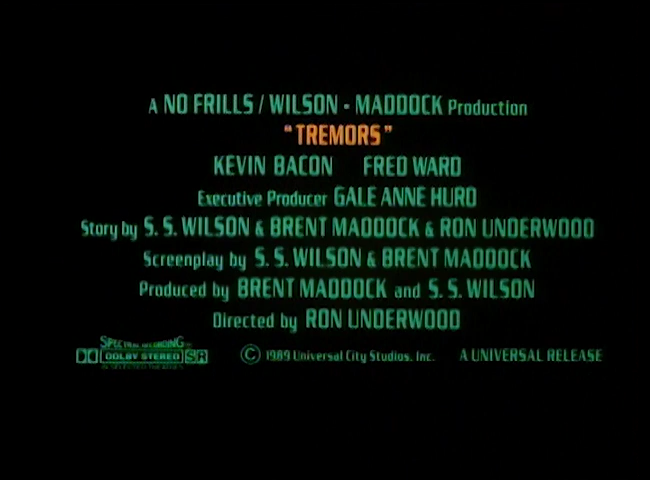 A NO FRILLS / WILSON - MADDOCK Production
"TREMORS"
KEVIN BACON FRED WARD
Executive Producer GALE ANNE HURD
Story by S. S. WILSON & BRENT MADDOCK & RON UNDERWOOD
Screenplay by S. S. WILSON & BRENT MADDOCK
Produced by BRENT MADDOCK and S. S. WILSON
Directed by RON UNDERWOOD
SPECTRAL RECORDING
DOLBY STEREO SR © 1989 Universal City Studios, Inc. A UNIVERSAL RELEASE